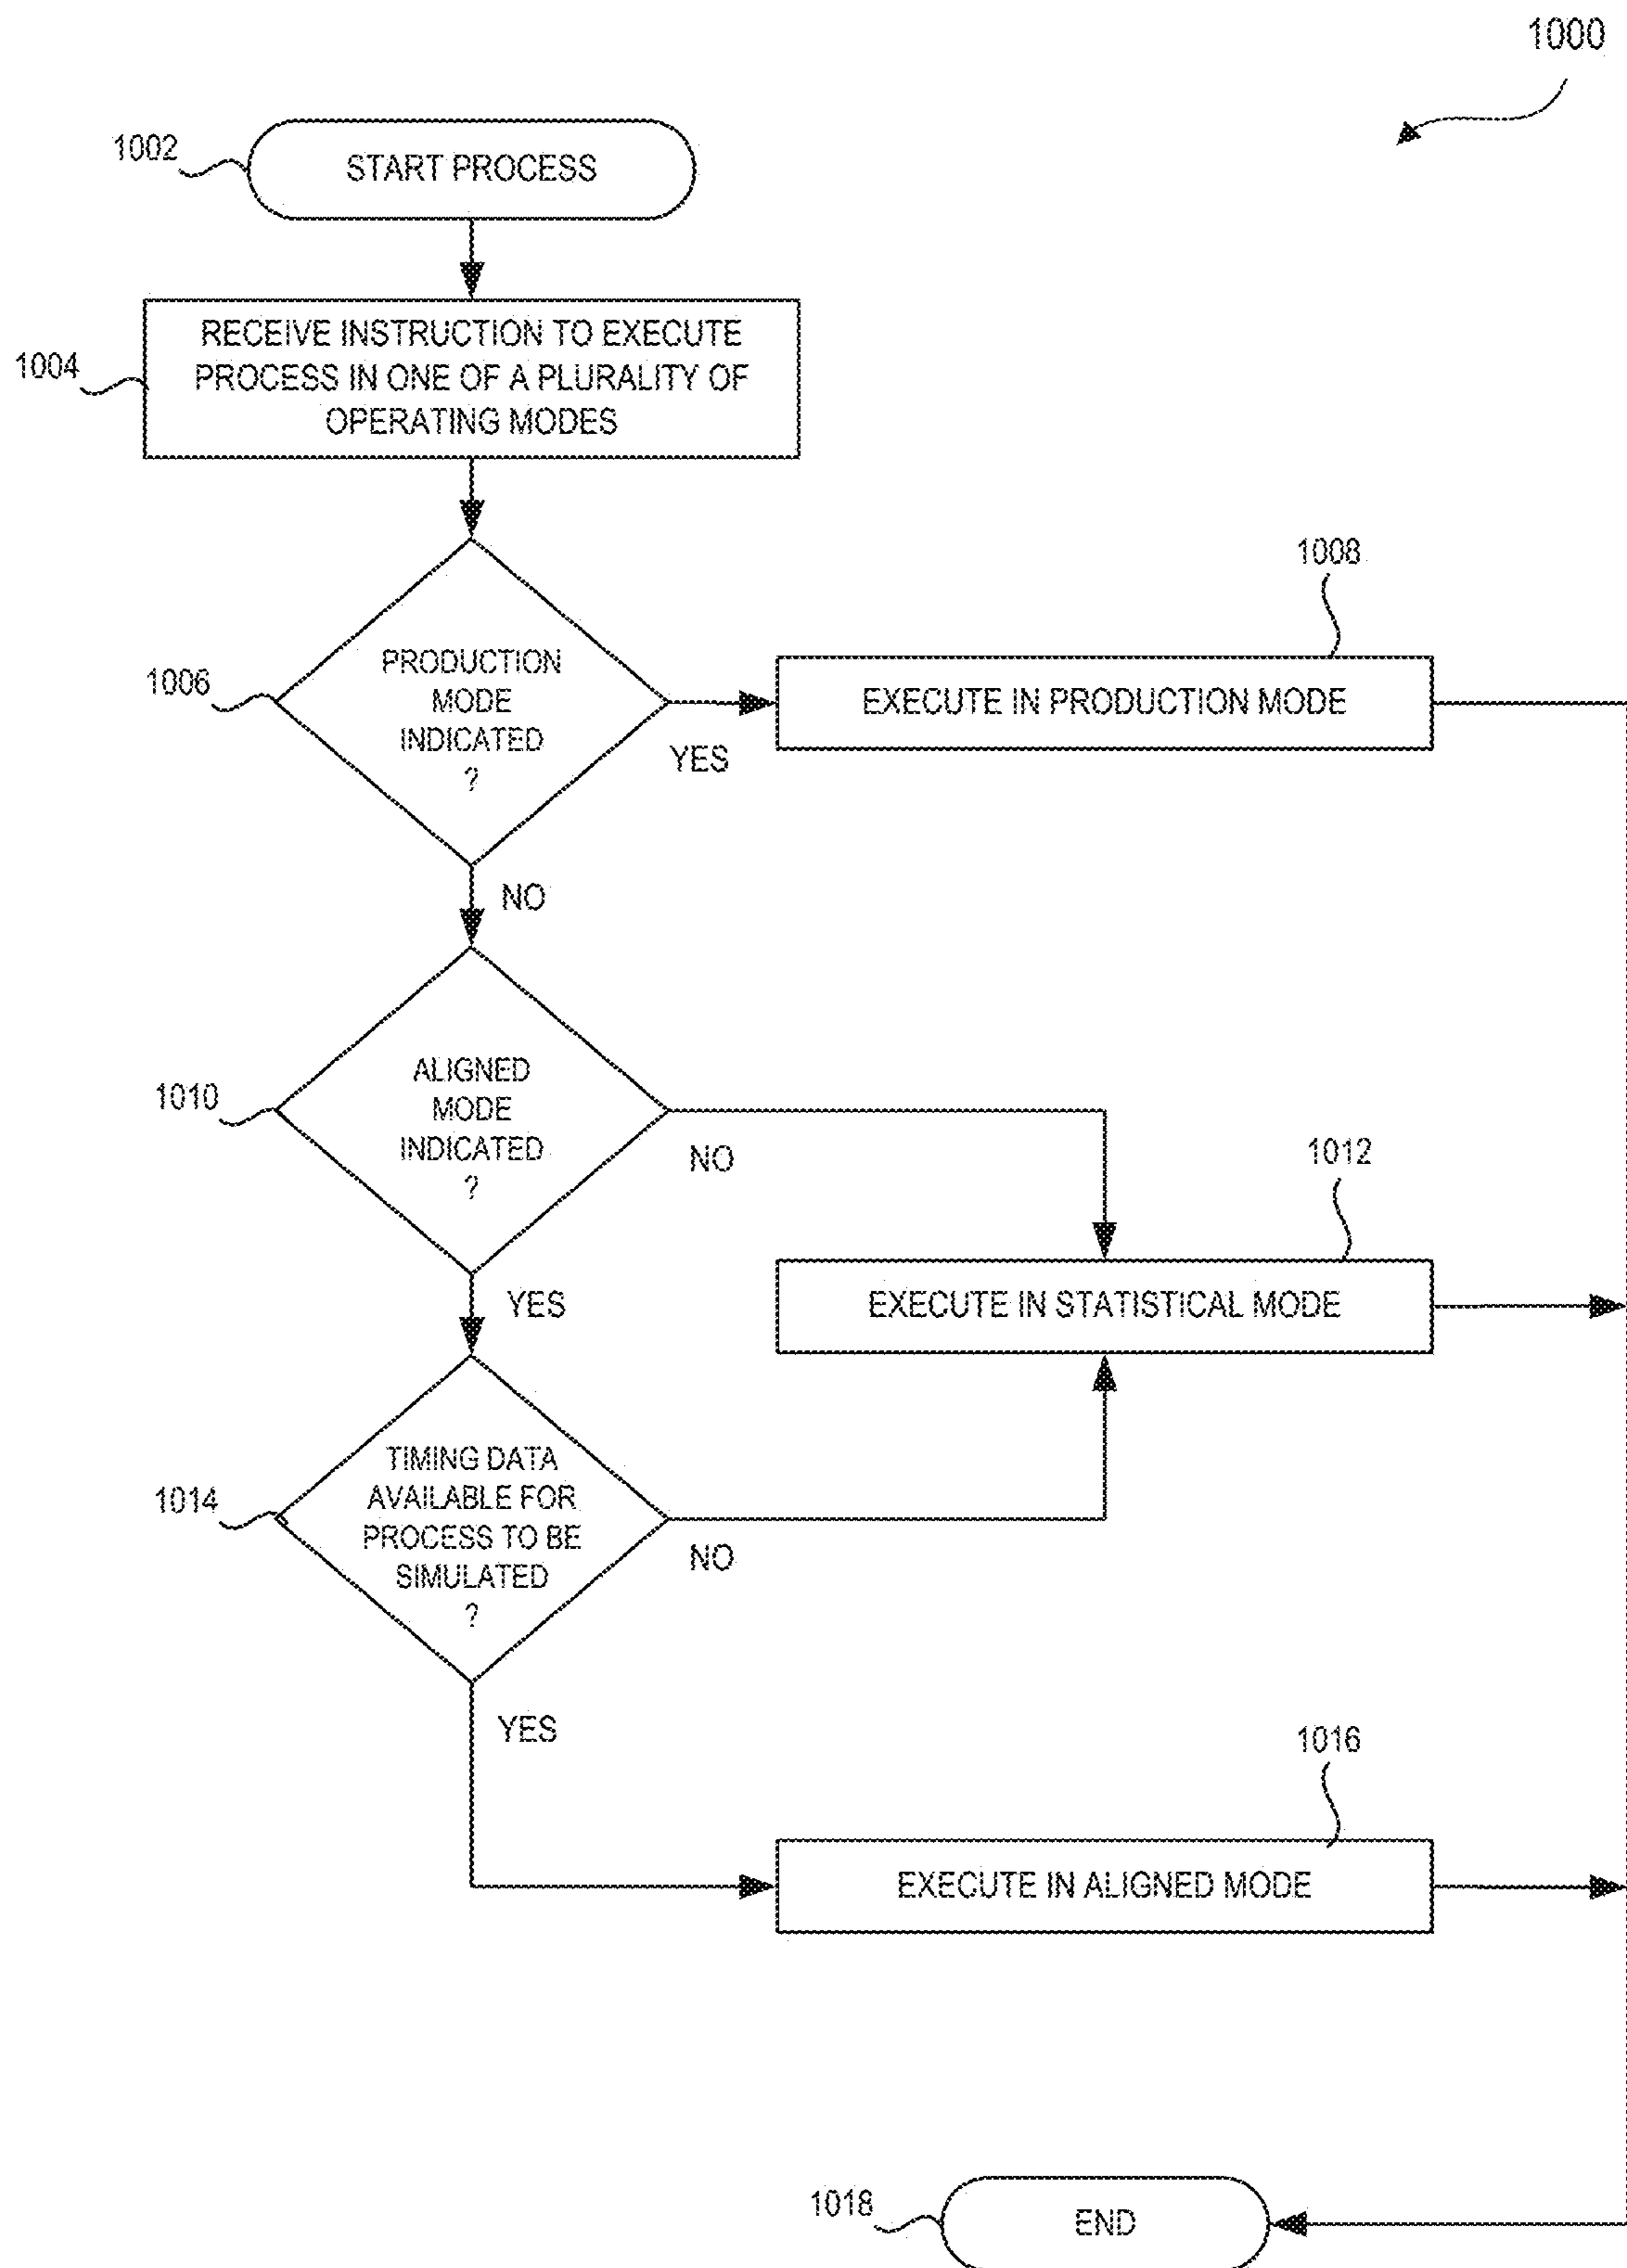 1000
1002
START PROCESS
1004
RECEIVE INSTRUCTION TO EXECUTE
PROCESS IN ONE OF A PLURALITY OF
OPERATING MODES
1006
PRODUCTION
MODE
INDICATED
?
YES
NO
1008
EXECUTE IN PRODUCTION MODE
1010
ALIGNED
MODE
INDICATED
?
NO
YES
1012
EXECUTE IN STATISTICAL MODE
1014
TIMING DATA
AVAILABLE FOR
PROCESS TO BE
SIMULATED
?
NO
YES
1016
EXECUTE IN ALIGNED MODE
1018
END